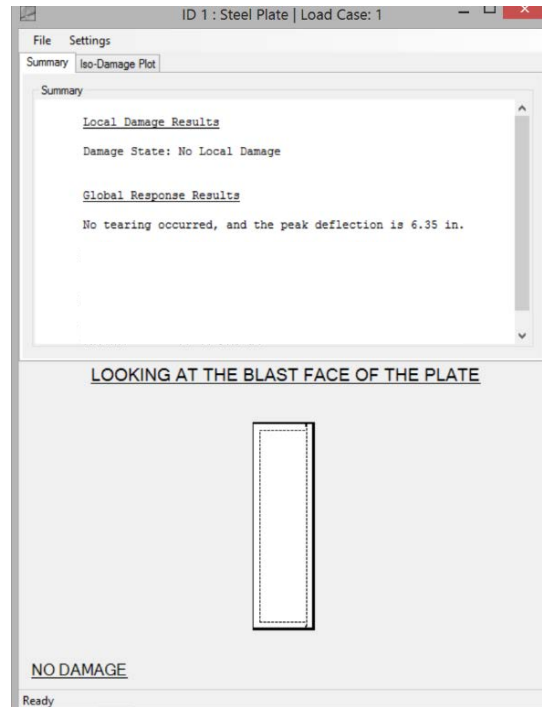 ID 1 : Steel Plate | Load Case: 1
File Settings
Summary Iso-Damage Plot
Summary
Local Damage Results
Damage State: No Local Damage
Global Response Results
No tearing occurred, and the peak deflection is 6.35 in.
LOOKING AT THE BLAST FACE OF THE PLATE
NO DAMAGE
Ready